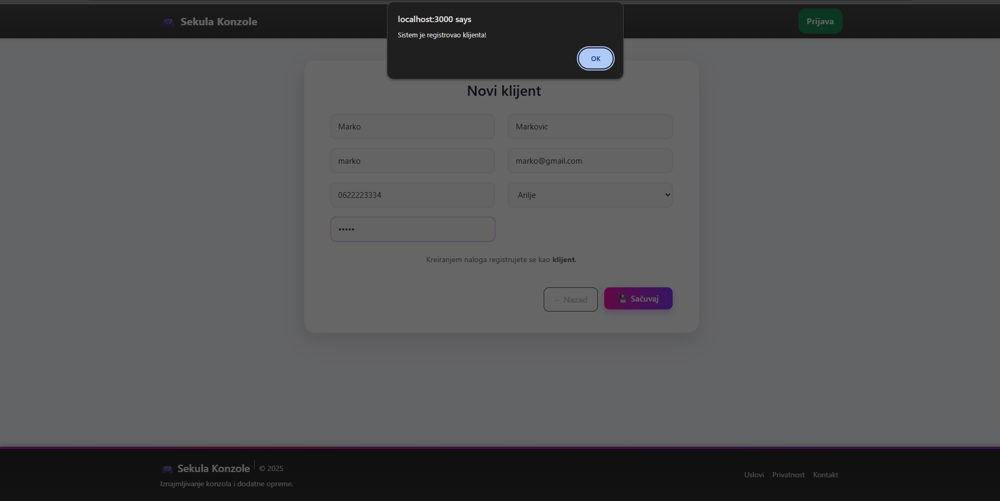 Sekula Konzole
localhost:3000 says
Sistem je registrovao klijenta!
OK
Prijava
Novi klijent
Marko
Markovic
marko
marko@gmail.com
0622223334
Arilje
•••••
Kreiranjem naloga registrujete se kao klijent.
← Nazad
Sačuvaj
Sekula Konzole
© 2025
Iznajmljivanje konzola i dodatne opreme.
Uslovi
Privatnost
Kontakt